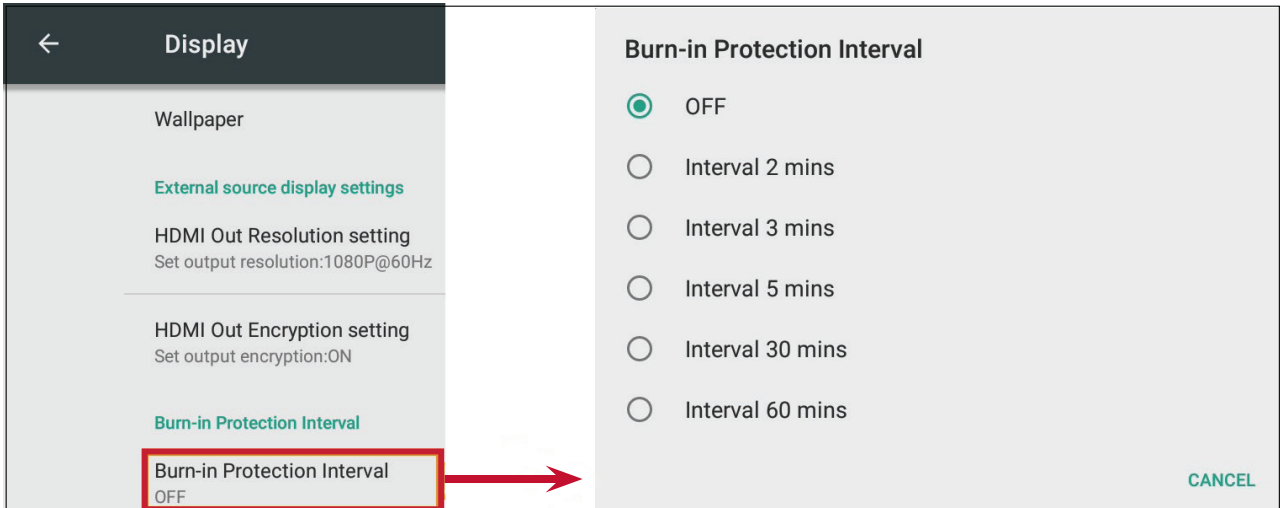 Display
Wallpaper
External source display settings
HDMI Out Resolution setting
Set output resolution:1080P@60Hz
HDMI Out Encryption setting
Set output encryption:ON
Burn-in Protection Interval
Burn-in Protection Interval
OFF
Burn-in Protection Interval
OFF
Interval 2 mins
Interval 3 mins
Interval 5 mins
Interval 30 mins
Interval 60 mins
CANCEL